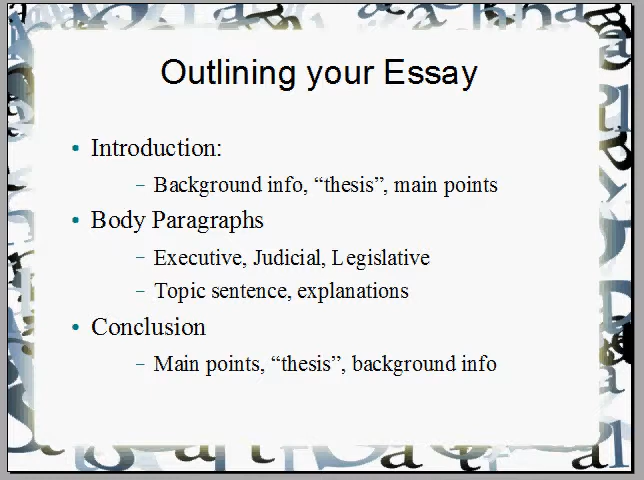 Outlining your Essay
• Introduction:
– Background info, “thesis”, main points
• Body Paragraphs
– Executive, Judicial, Legislative
– Topic sentence, explanations
• Conclusion
– Main points, “thesis”, background info